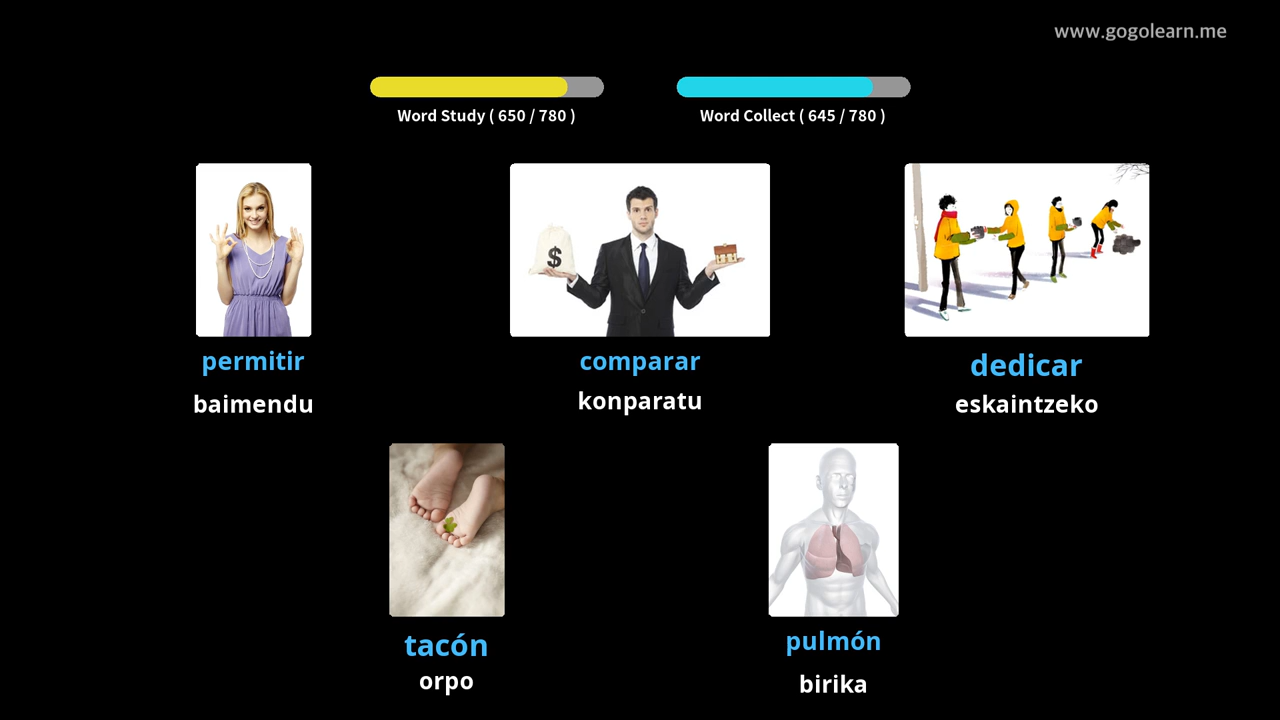 www.gogolearn.me
Word Study ( 650 / 780 )
Word Collect ( 645 / 780 )
permitir
baimendu
comparar
konparatu
dedicar
eskaintzeko
$
tacón
orpo
pulmón
birika